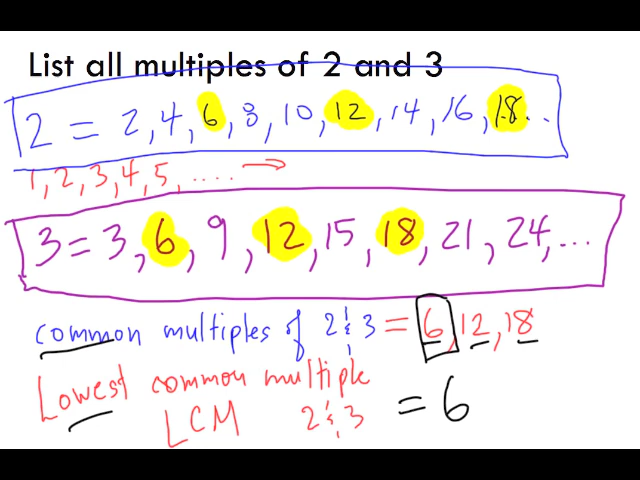 List all multiples of 2 and 3
2 = 2, 4, 6, 8, 10, 12, 14, 16, 18...
1, 2, 3, 4, 5, ....
3 = 3, 6, 9, 12, 15, 18, 21, 24, ...
common multiples of 2 & 3 = 6, 12, 18
Lowest common multiple
LCM 2 & 3 = 6